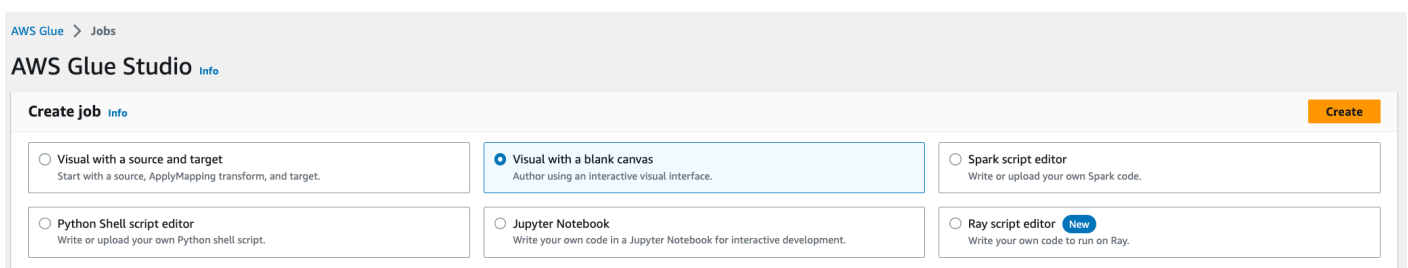 AWS Glue > Jobs
AWS Glue Studio Info
Create job Info
Create
Visual with a source and target
Start with a source, ApplyMapping transform, and target.
Visual with a blank canvas
Author using an interactive visual interface.
Spark script editor
Write or upload your own Spark code.
Python Shell script editor
Write or upload your own Python shell script.
Jupyter Notebook
Write your own code in a Jupyter Notebook for interactive development.
Ray script editor New
Write your own code to run on Ray.